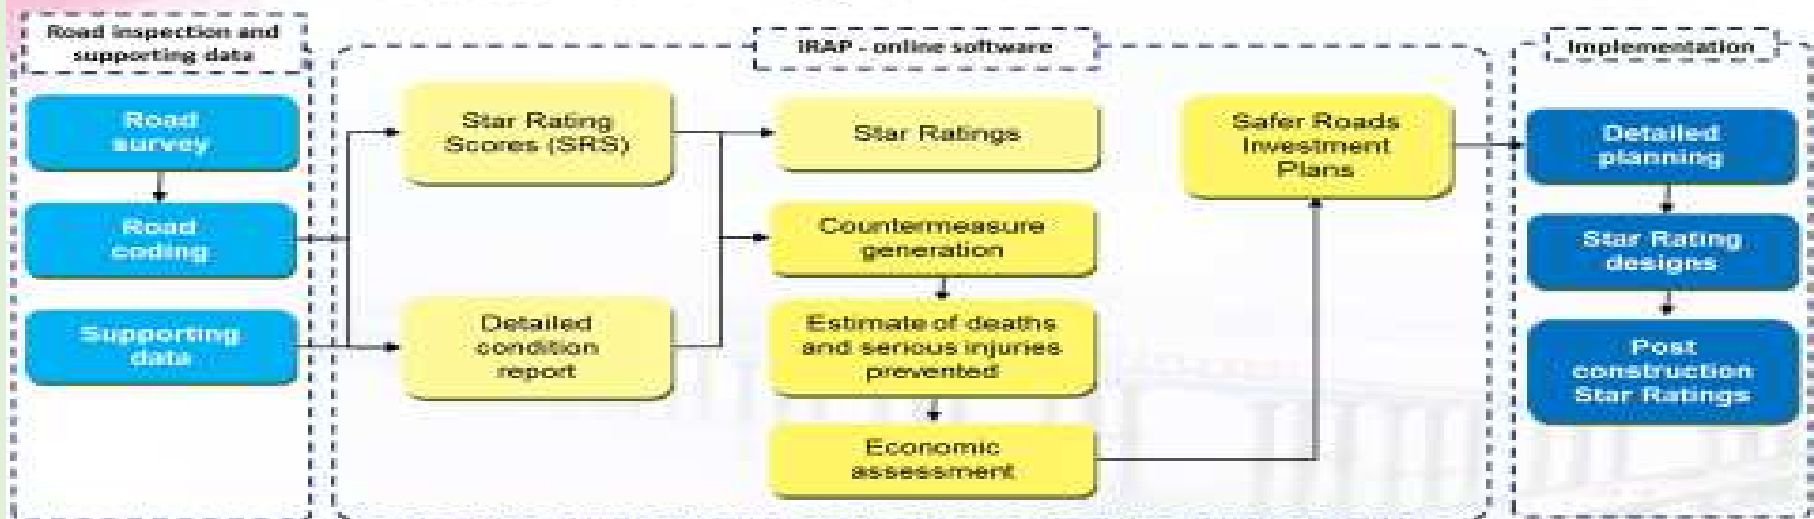 Road inspection and
supporting data
Road
survey
Road
coding
Supporting
data
iRAP - online software
Star Rating
Scores (SRS)
Detailed
condition
report
Star Ratings
Countermeasure
generation
Estimate of deaths
and serious injuries
prevented
Economic
assessment
Safer Roads
Investment
Plans
Implementation
Detailed
planning
Star Rating
designs
Post
construction
Star Ratings